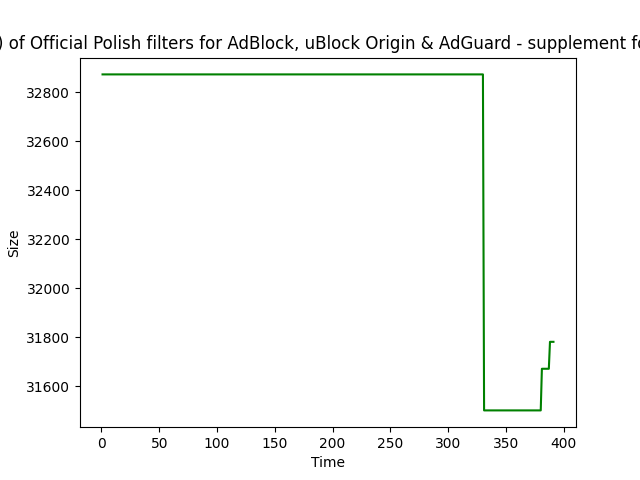 ) of Official Polish filters for AdBlock, uBlock Origin & AdGuard - supplement fo
32800
32600
32400
32200
32000
31800
31600
Size
0 50 100 150 200 250 300 350 400
Time